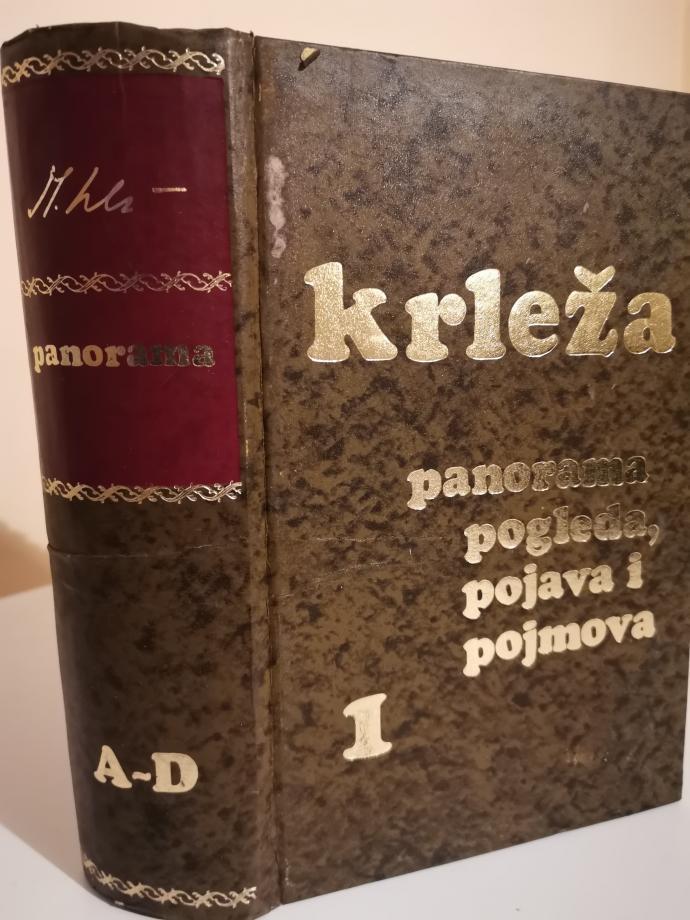 panorama
A-D
krleža
panorama
pogleda,
pojava i
pojmova
1